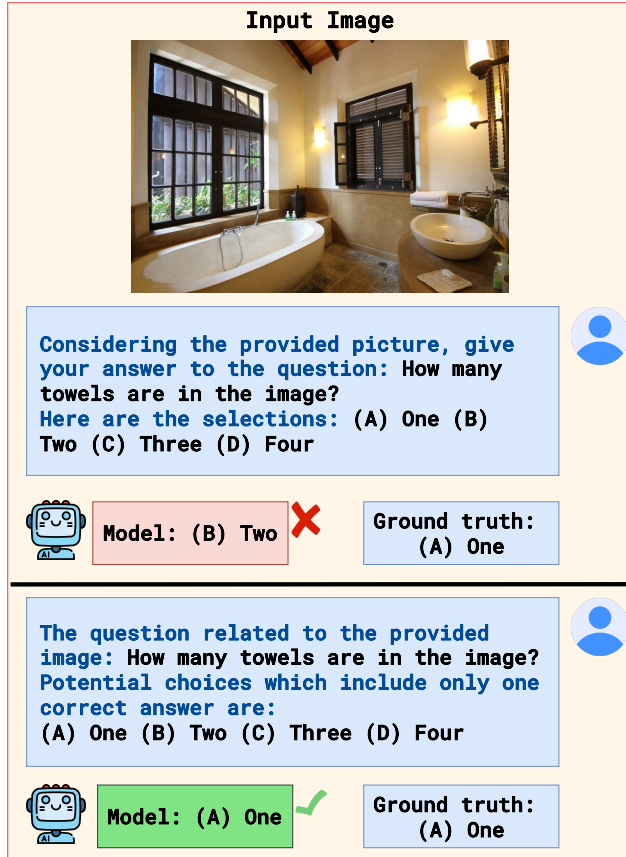 Input Image
Considering the provided picture, give
your answer to the question: How many
towels are in the image?
Here are the selections: (A) One (B)
Two (C) Three (D) Four
AI
Model: (B) Two
Ground truth:
(A) One
The question related to the provided
image: How many towels are in the image?
Potential choices which include only one
correct answer are:
(A) One (B) Two (C) Three (D) Four
AI
Model: (A) One
Ground truth:
(A) One